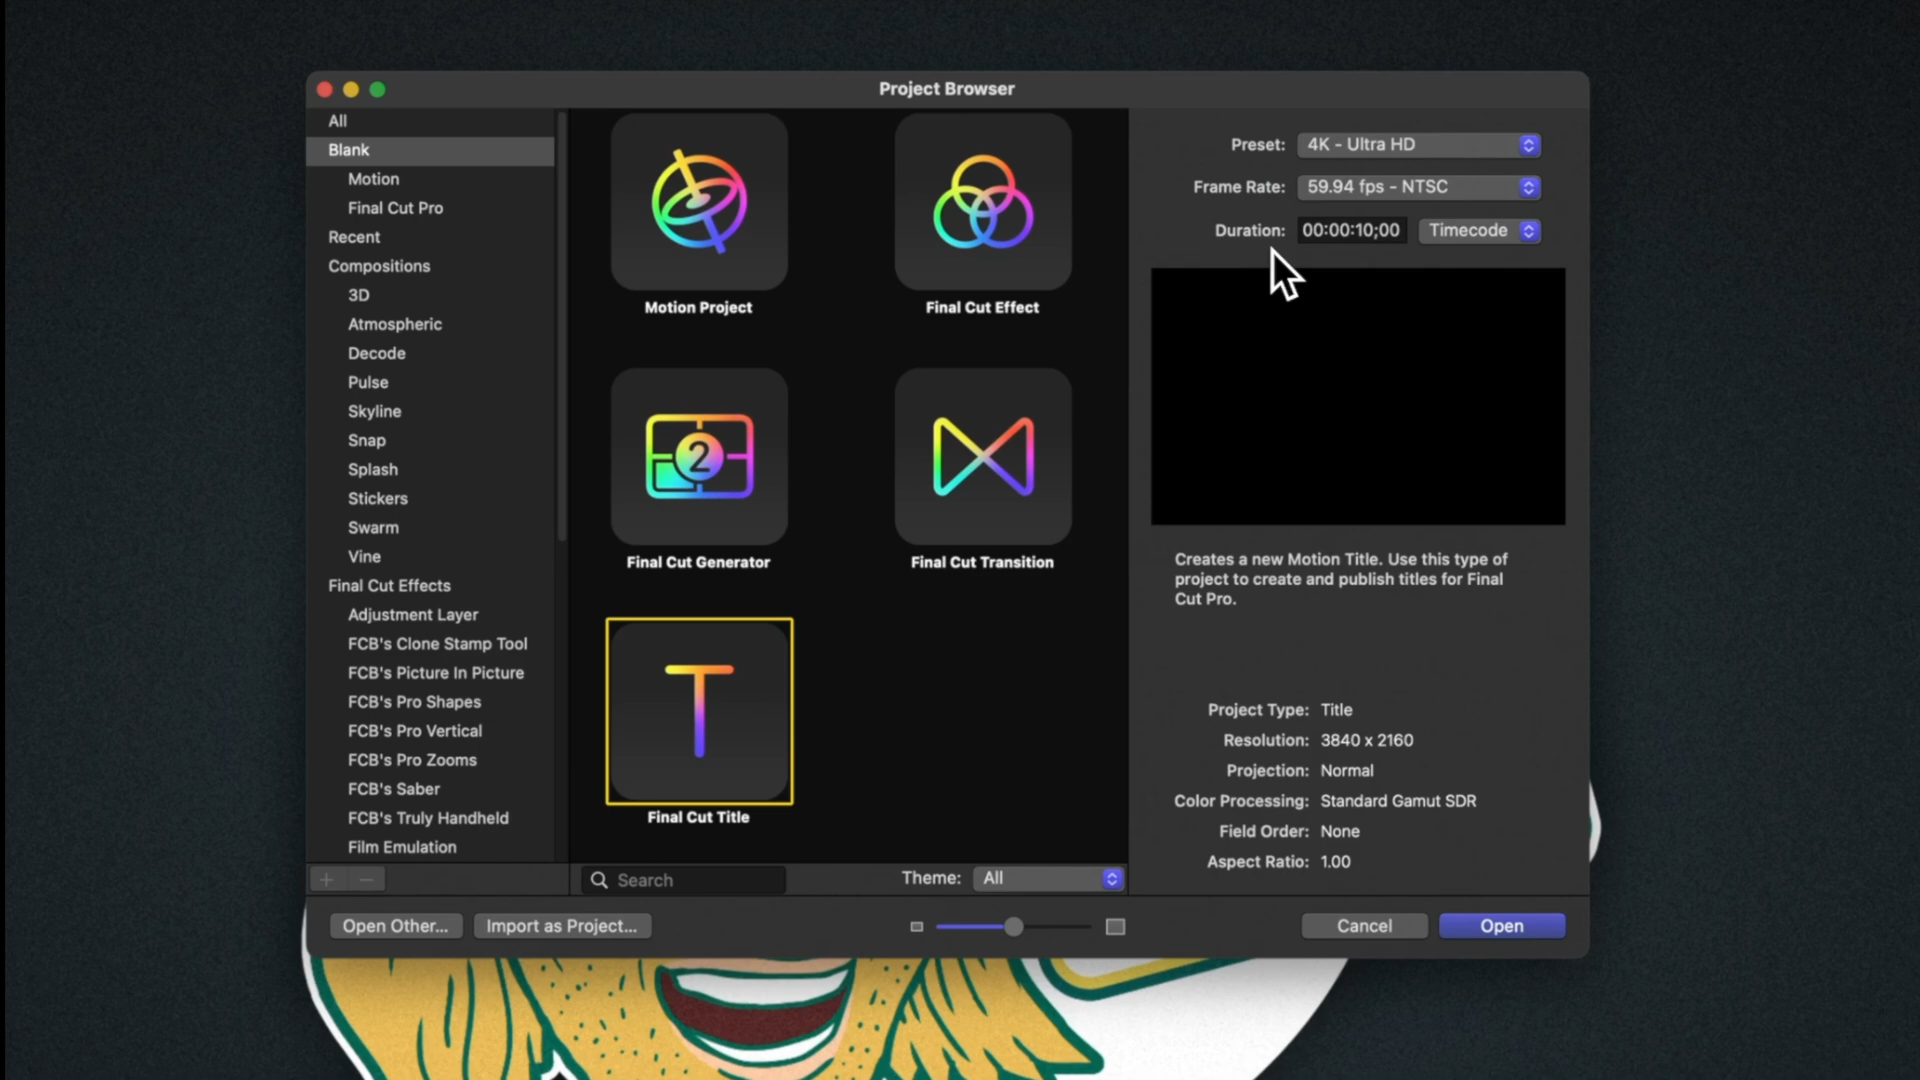 Project Browser
All
Blank
Motion
Final Cut Pro
Recent
Compositions
3D
Atmospheric
Decode
Pulse
Skyline
Snap
Splash
Stickers
Swarm
Vine
Final Cut Effects
Adjustment Layer
FCB's Clone Stamp Tool
FCB's Picture In Picture
FCB's Pro Shapes
FCB's Pro Vertical
FCB's Pro Zooms
FCB's Saber
FCB's Truly Handheld
Film Emulation
Motion Project
Final Cut Effect
2
Final Cut Generator
Final Cut Transition
T
Final Cut Title
Search
Theme: All
Preset: 4K - Ultra HD
Frame Rate: 59.94 fps - NTSC
Duration: 00:00:10;00 Timecode
Creates a new Motion Title. Use this type of
project to create and publish titles for Final
Cut Pro.
Project Type: Title
Resolution: 3840 x 2160
Projection: Normal
Color Processing: Standard Gamut SDR
Field Order: None
Aspect Ratio: 1.00
Open Other...
Import as Project...
Cancel
Open